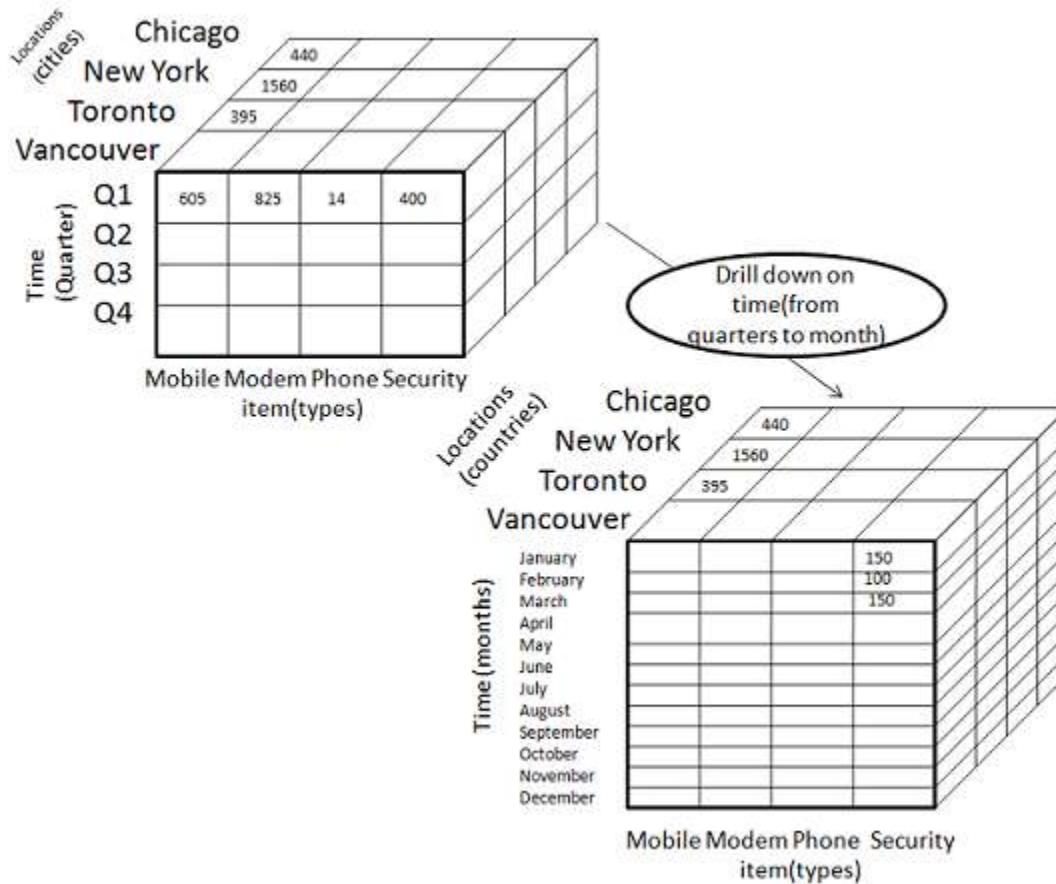 Locations
(cities)
Chicago
New York
Toronto
Vancouver
440
1560
395
Time
(Quarter)
Q1
Q2
Q3
Q4
605 825 14 400
Mobile Modem Phone Security
item(types)
Drill down on
time(from
quarters to month)
Locations
(countries)
Chicago
New York
Toronto
Vancouver
440
1560
395
Time (months)
January 150
February 100
March 150
April
May
June
July
August
September
October
November
December
Mobile Modem Phone Security
item(types)